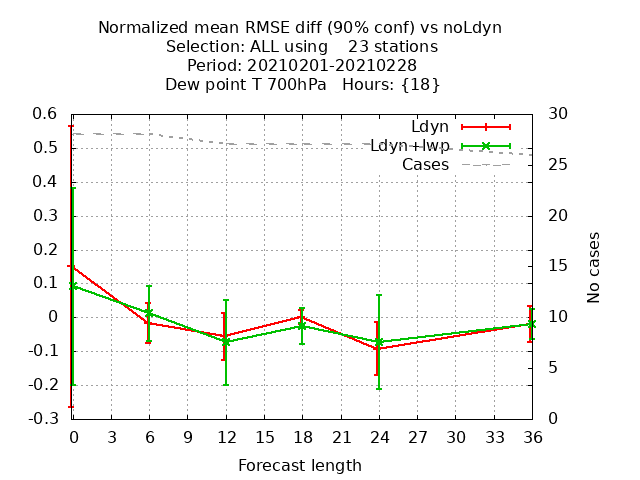 Normalized mean RMSE diff (90% conf) vs noLdyn
Selection: ALL using    23 stations
Period: 20210201-20210228
Dew point T 700hPa   Hours: {18}
0.6
0.5
0.4
0.3
0.2
0.1
0
-0.1
-0.2
-0.3
30
25
20
15
10
5
0
No cases
Ldyn
Ldyn+lwp
Cases
0 3 6 9 12 15 18 21 24 27 30 33 36
Forecast length